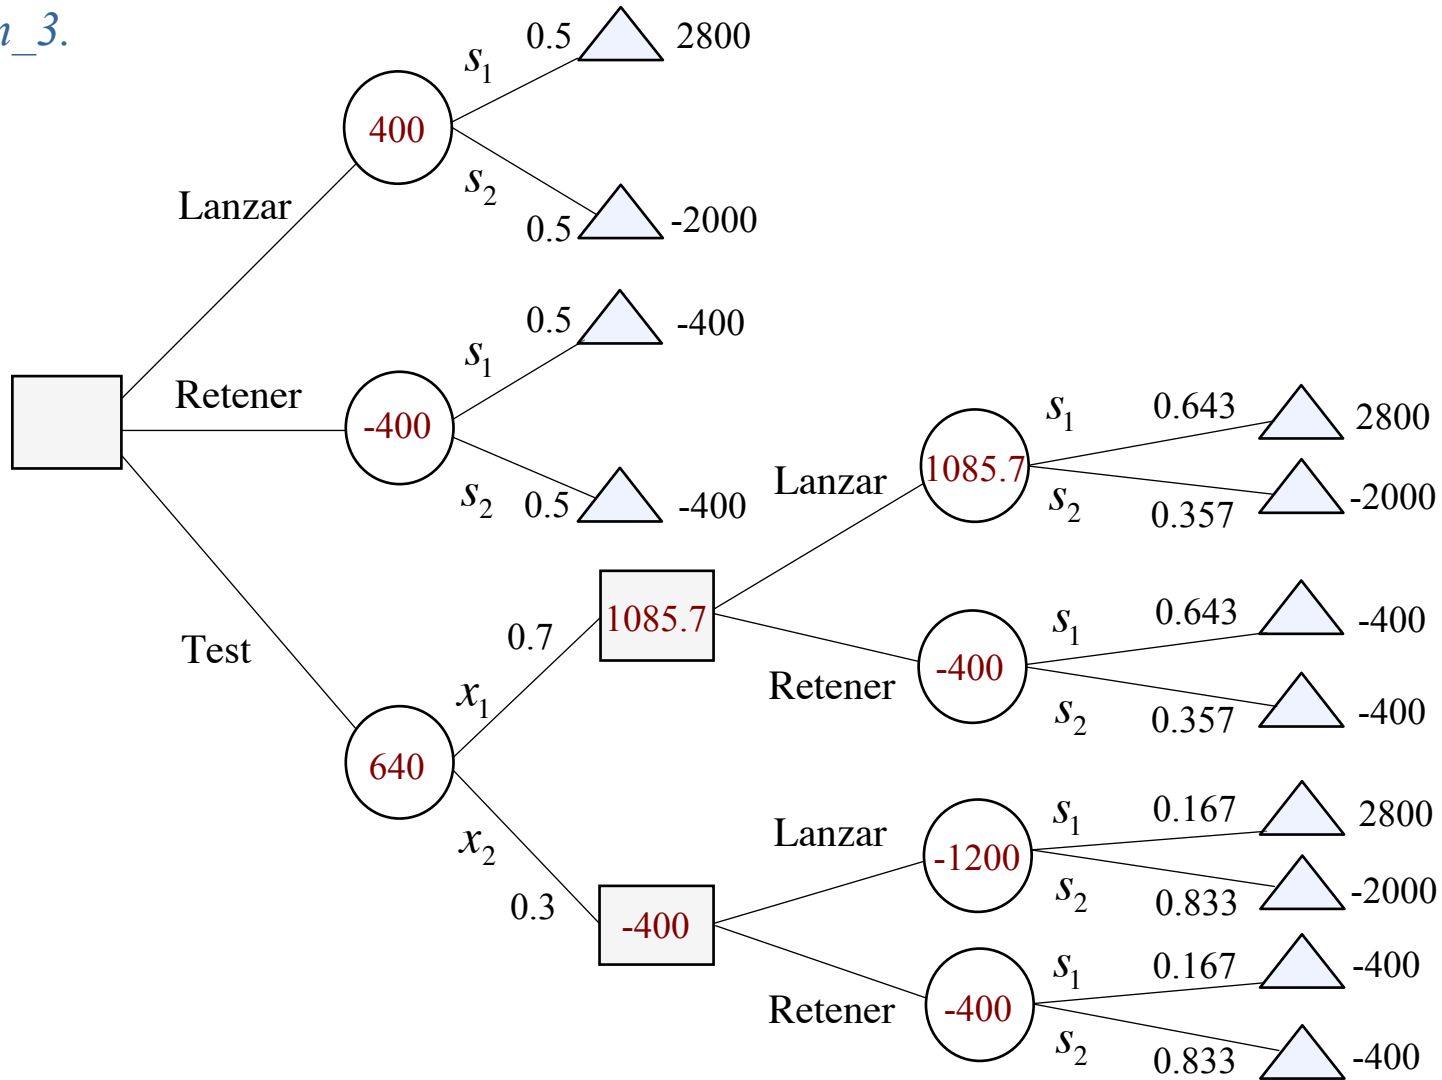 n_3.
s1 0.5 2800
400
s2 0.5 -2000
Lanzar
s1 0.5 -400
Retener
-400
s2 0.5 -400
Test
640
x1 0.7
1085.7
x2 0.3
-400
Lanzar
1085.7
s1 0.643 2800
s2 0.357 -2000
Retener
-400
s1 0.643 -400
s2 0.357 -400
Lanzar
-1200
s1 0.167 2800
s2 0.833 -2000
Retener
-400
s1 0.167 -400
s2 0.833 -400